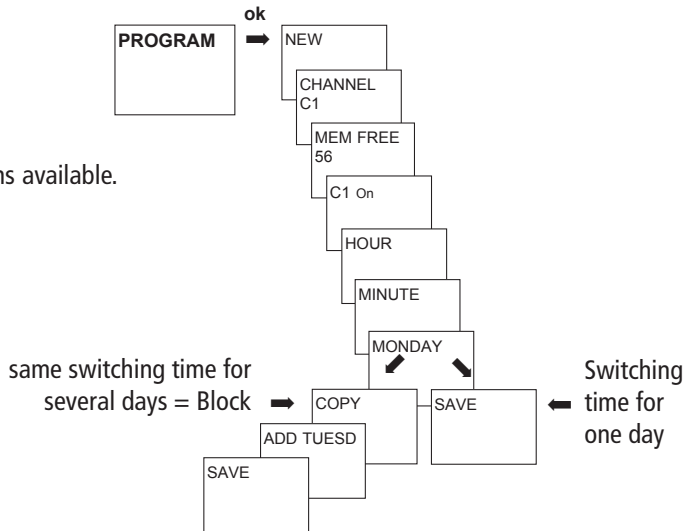 ok
PROGRAM
NEW
CHANNEL
C1
MEM FREE
56
available.
C1 On
HOUR
MINUTE
MONDAY
same switching time for
several days = Block
COPY
SAVE
Switching
time for
one day
ADD TUESD
SAVE